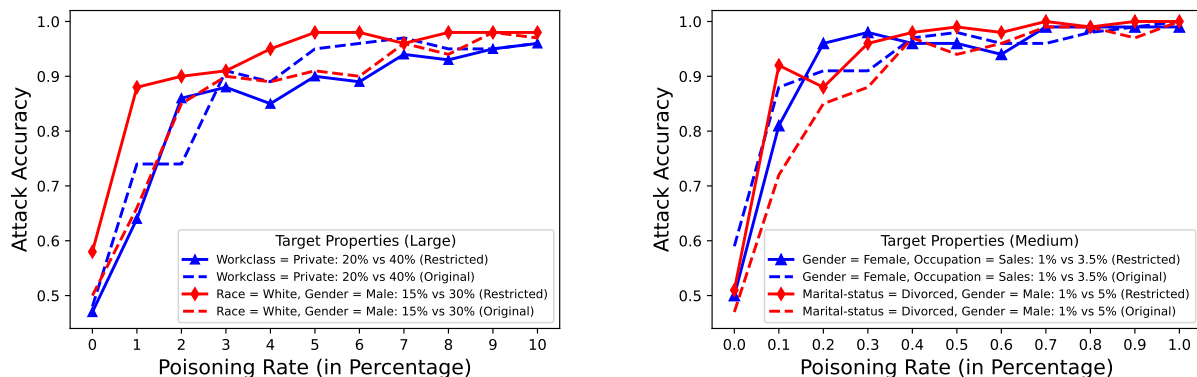 1.0
0.9
0.8
0.7
0.6
0.5
Attack Accuracy
Target Properties (Large)
Workclass = Private: 20% vs 40% (Restricted)
Workclass = Private: 20% vs 40% (Original)
Race = White, Gender = Male: 15% vs 30% (Restricted)
Race = White, Gender = Male: 15% vs 30% (Original)
0 1 2 3 4 5 6 7 8 9 10
Poisoning Rate (in Percentage)
1.0
0.9
0.8
0.7
0.6
0.5
Attack Accuracy
Target Properties (Medium)
Gender = Female, Occupation = Sales: 1% vs 3.5% (Restricted)
Gender = Female, Occupation = Sales: 1% vs 3.5% (Original)
Marital-status = Divorced, Gender = Male: 1% vs 5% (Restricted)
Marital-status = Divorced, Gender = Male: 1% vs 5% (Original)
0.0 0.1 0.2 0.3 0.4 0.5 0.6 0.7 0.8 0.9 1.0
Poisoning Rate (in Percentage)